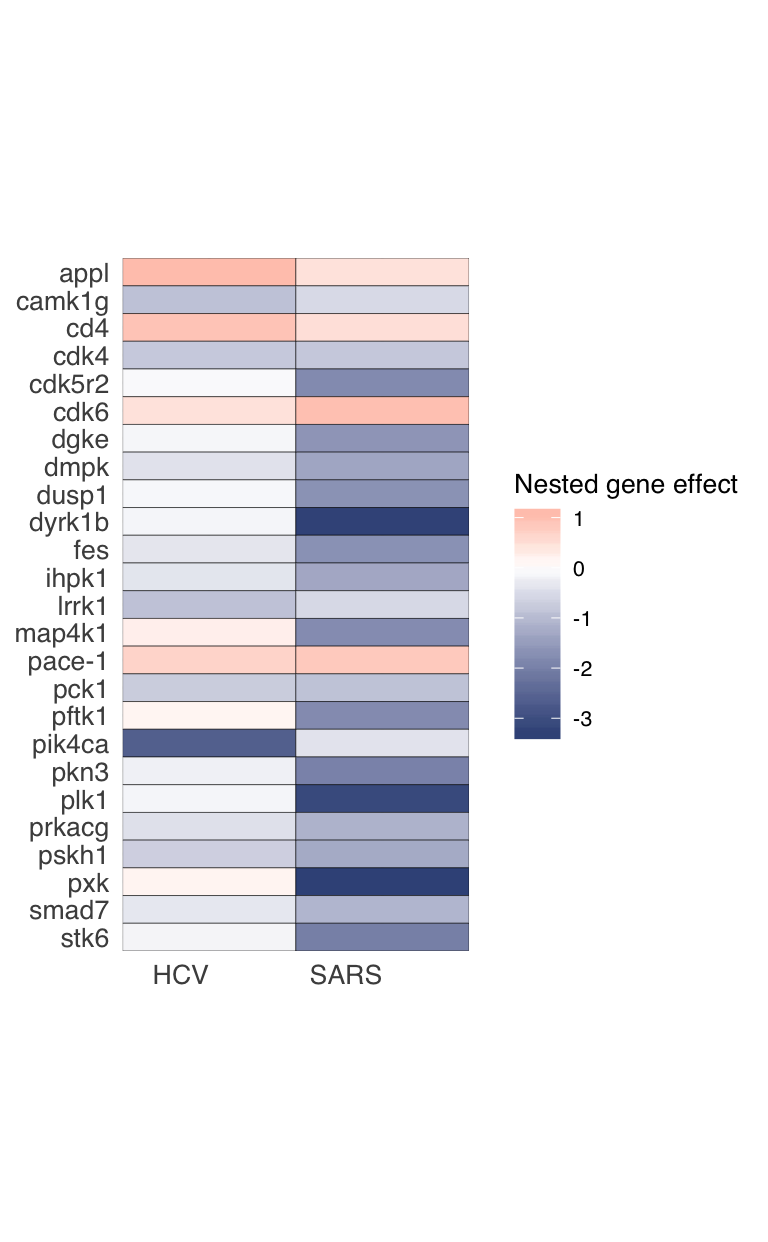 appl
camk1g
cd4
cdk4
cdk5r2
cdk6
dgke
dmpk
dusp1
dyrk1b
fes
ihpk1
lrrk1
map4k1
pace-1
pck1
pftk1
pik4ca
pkn3
plk1
prkacg
pskh1
pxk
smad7
stk6
HCV SARS
Nested gene effect
1
0
-1
-2
-3